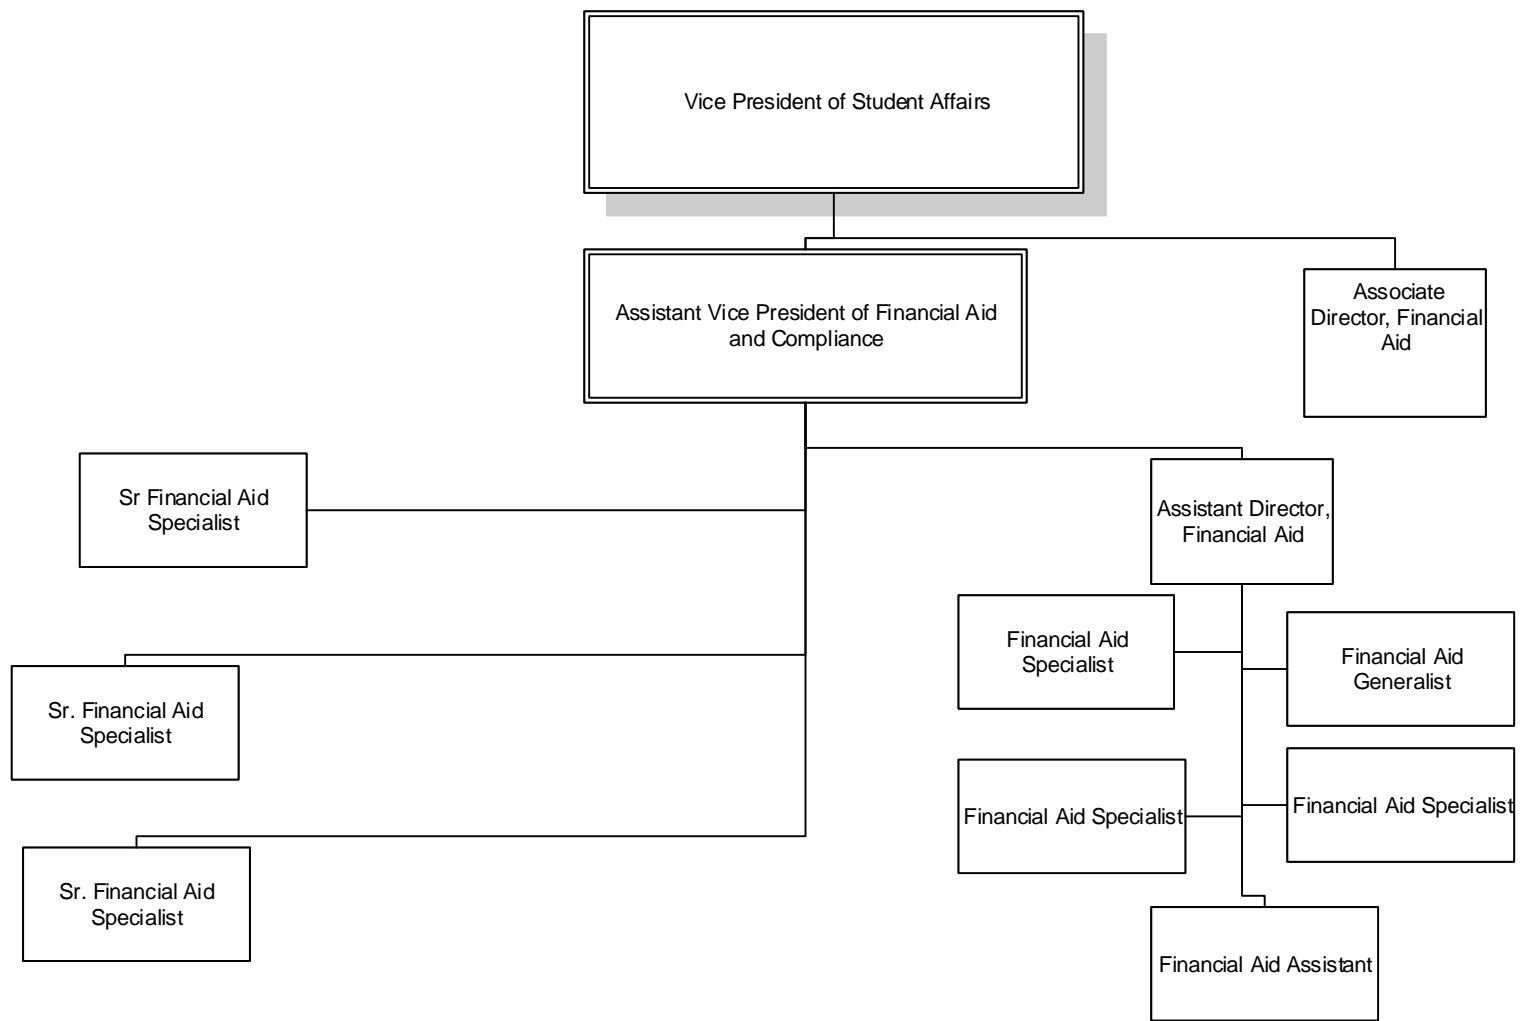 Vice President of Student Affairs
Assistant Vice President of Financial Aid
and Compliance
Associate
Director, Financial
Aid
Sr Financial Aid
Specialist
Assistant Director,
Financial Aid
Financial Aid
Specialist
Financial Aid
Generalist
Sr. Financial Aid
Specialist
Financial Aid Specialist
Financial Aid Specialist
Sr. Financial Aid
Specialist
Financial Aid Assistant